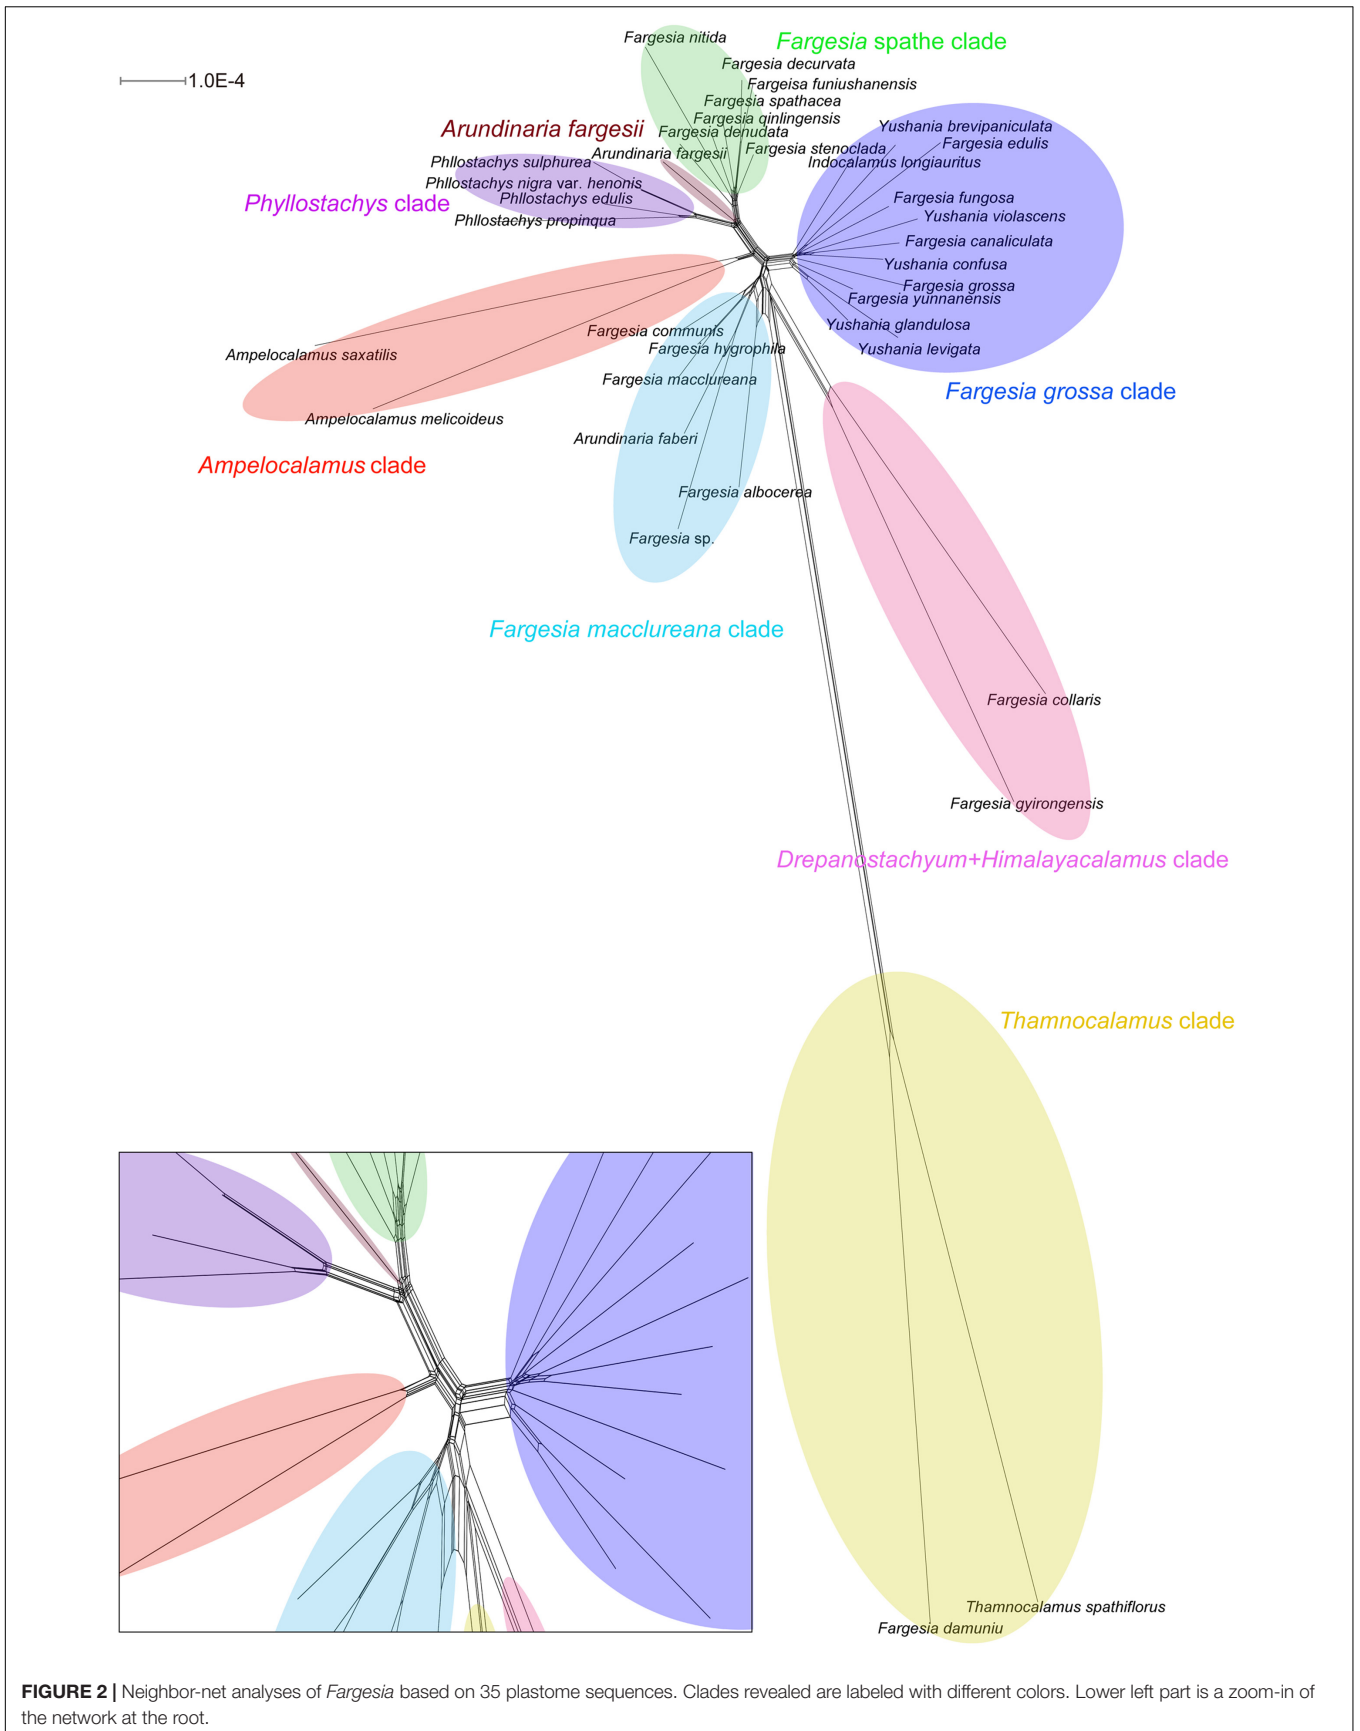 Fargesia nitida
Fargesia spathe clade
Fargesia decurvata
1.0E-4
Fargeisa funiushanensis
Fargesia spathacea
Fargesia qinlingensis
Arundinaria fargesii
Fargesia denudata
Yushania brevipaniculata
Fargesia edulis
Arundinaria fargesii
Fargesia stenoclada
Phllostachys sulphurea
Indocalamus longiauritus
Phllostachys nigra var. henonis
Phllostachys edulis
Fargesia fungosa
Phyllostachys clade
Phllostachys propinqua
Yushania violascens
Fargesia canaliculata
Yushania confusa
Fargesia grossa
Fargesia yunnanensis
Yushania glandulosa
Fargesia communis
Fargesia hygrophila
Yushania levigata
Ampelocalamus saxatilis
Fargesia macclureana
Fargesia grossa clade
Ampelocalamus melicoideus
Arundinaria faberi
Ampelocalamus clade
Fargesia albocerea
Fargesia sp.
Fargesia macclureana clade
Fargesia collaris
Fargesia gyirongensis
Drepanostachyum+Himalayacalamus clade
Thamnocalamus clade
Thamnocalamus spathiflorus
Fargesia damuniu
FIGURE 2 | Neighbor-net analyses of Fargesia based on 35 plastome sequences. Clades revealed are labeled with different colors. Lower left part is a zoom-in of
the network at the root.